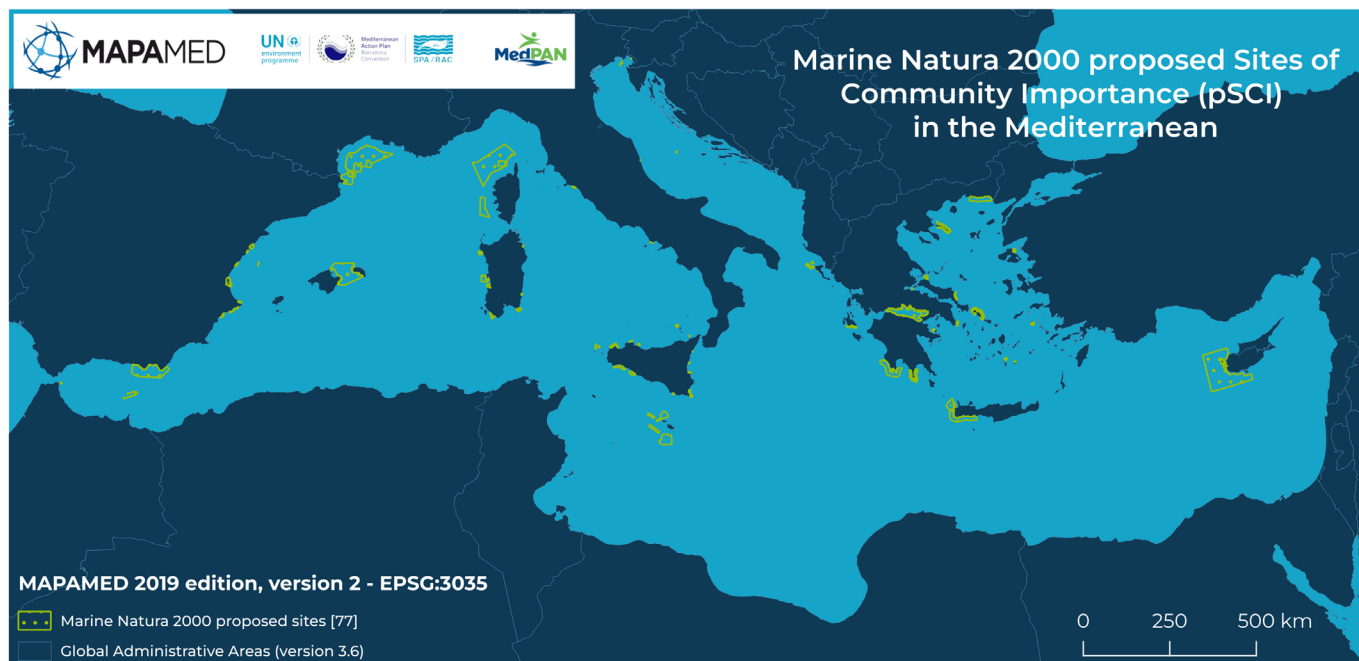 MAPAMED
UN
environment
programme
Mediterranean
Action Plan
Barcelona
Convention
SPA/RAC
MedPAN
Marine Natura 2000 proposed Sites of
Community Importance (pSCI)
in the Mediterranean
MAPAMED 2019 edition, version 2 - EPSG:3035
Marine Natura 2000 proposed sites [77]
Global Administrative Areas (version 3.6)
0 250 500 km